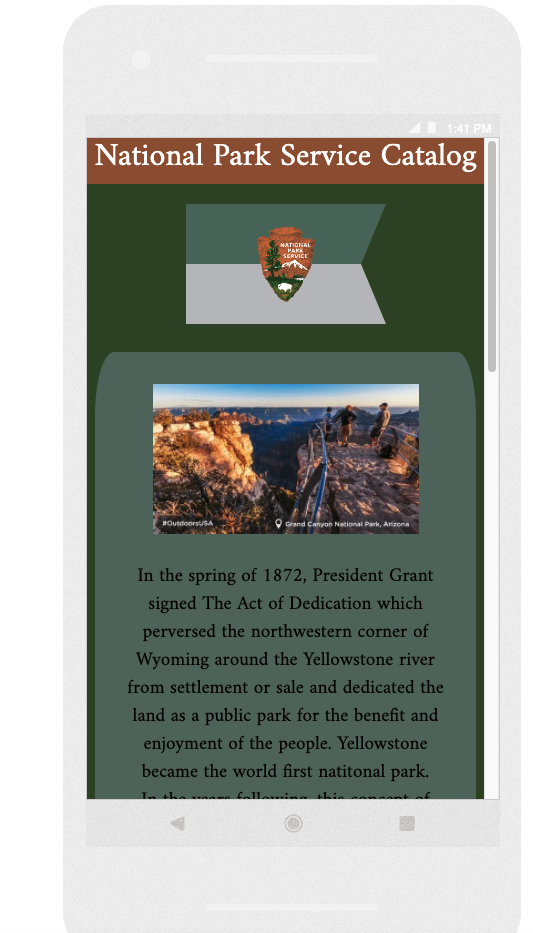 1:41 PM
National Park Service Catalog
NATIONAL
PARK
SERVICE
#OutdoorsUSA
Grand Canyon National Park, Arizona
In the spring of 1872, President Grant
signed The Act of Dedication which
perversed the northwestern corner of
Wyoming around the Yellowstone river
from settlement or sale and dedicated the
land as a public park for the benefit and
enjoyment of the people. Yellowstone
became the world first natitonal park.
In the years following, this concept of